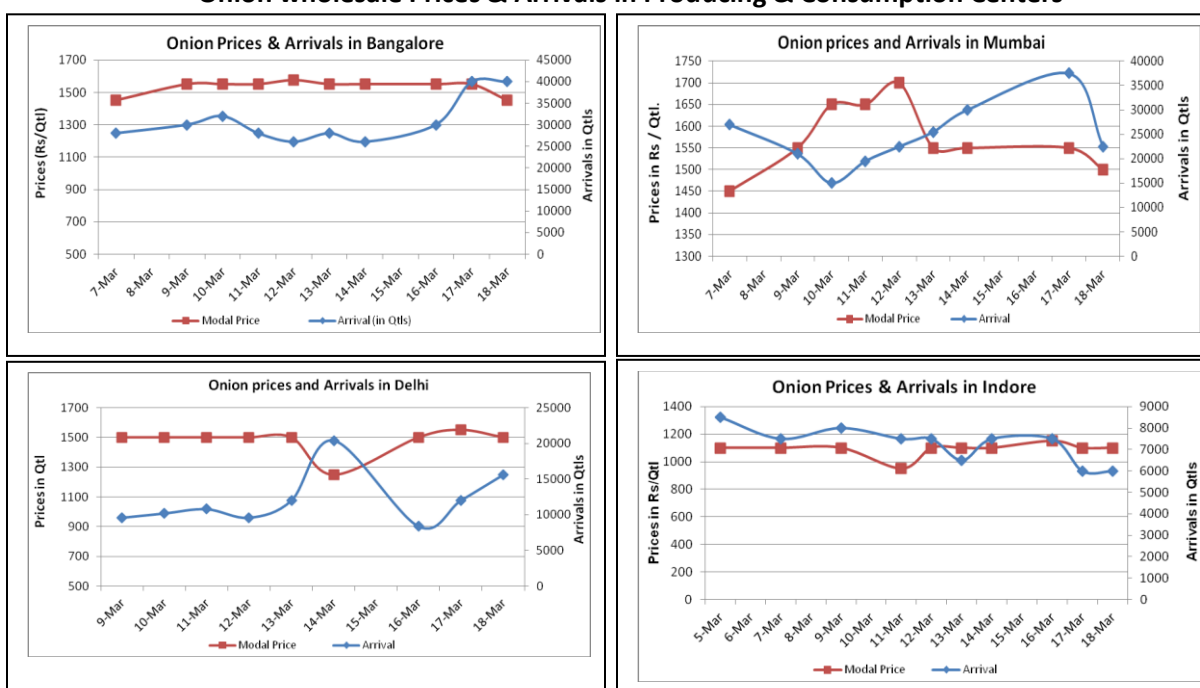 Onion Wholesale Prices & Arrivals in Producing & Consumption Centers
Onion Prices & Arrivals in Bangalore
Prices (Rs/Qtl)
1700
1500
1300
1100
900
700
500
45000
40000
35000
30000
25000
20000
15000
10000
5000
0
Arrivals in Qtls
7-Mar
8-Mar
9-Mar
10-Mar
11-Mar
12-Mar
13-Mar
14-Mar
15-Mar
16-Mar
17-Mar
18-Mar
Modal Price
Arrival (in Qtls)
Onion prices and Arrivals in Mumbai
Prices in Rs / Qtl.
1750
1700
1650
1600
1550
1500
1450
1400
1350
1300
40000
35000
30000
25000
20000
15000
10000
5000
0
Arrivals in Qtls
7-Mar
8-Mar
9-Mar
10-Mar
11-Mar
12-Mar
13-Mar
14-Mar
15-Mar
16-Mar
17-Mar
18-Mar
Modal Price
Arrival
Onion prices and Arrivals in Delhi
Prices in Qtl
1700
1500
1300
1100
900
700
500
25000
20000
15000
10000
5000
0
Arrivals in Qtls
9-Mar
10-Mar
11-Mar
12-Mar
13-Mar
14-Mar
15-Mar
16-Mar
17-Mar
18-Mar
Modal Price
Arrival
Onion Prices & Arrivals in Indore
Prices in Rs/Qtl
1400
1200
1000
800
600
400
200
0
9000
8000
7000
6000
5000
4000
3000
2000
1000
0
Arrivals in Qtls
5-Mar
6-Mar
7-Mar
8-Mar
9-Mar
10-Mar
11-Mar
12-Mar
13-Mar
14-Mar
15-Mar
16-Mar
17-Mar
18-Mar
Modal Price
Arrival